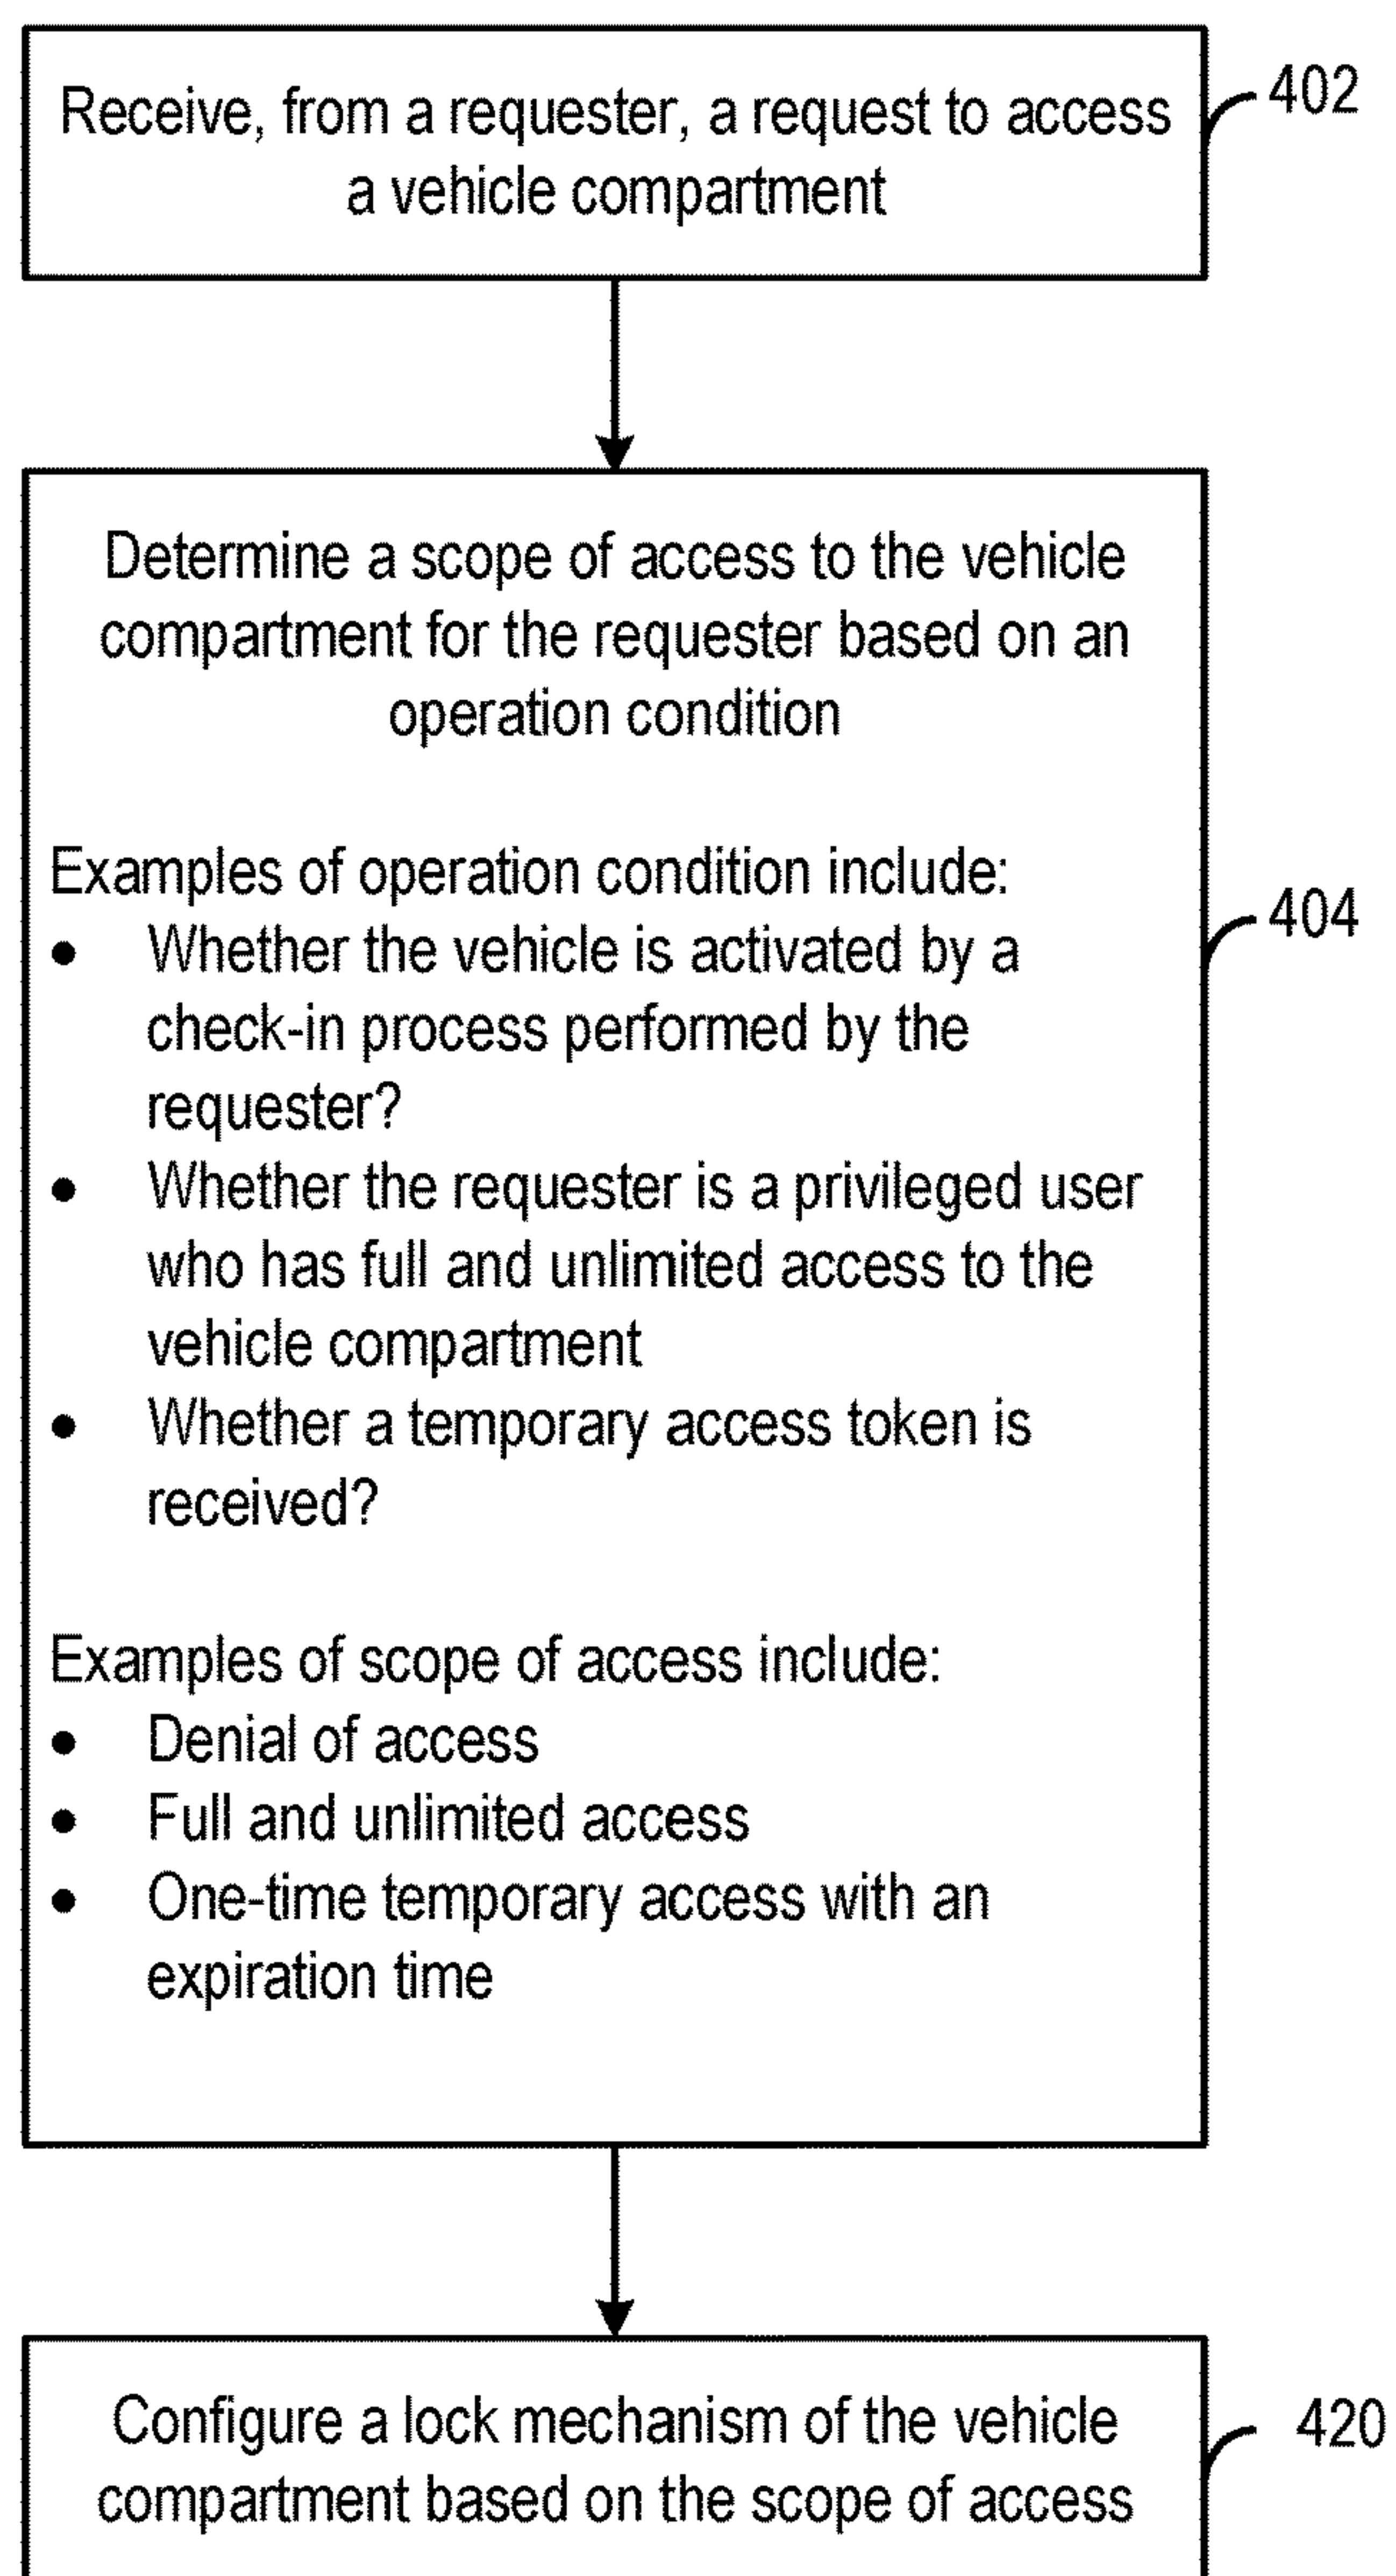 Receive, from a requester, a request to access
a vehicle compartment
402
Determine a scope of access to the vehicle
compartment for the requester based on an
operation condition
Examples of operation condition include:
• Whether the vehicle is activated by a
check-in process performed by the
requester?
• Whether the requester is a privileged user
who has full and unlimited access to the
vehicle compartment
• Whether a temporary access token is
received?
Examples of scope of access include:
• Denial of access
• Full and unlimited access
• One-time temporary access with an
expiration time
404
Configure a lock mechanism of the vehicle
compartment based on the scope of access
420